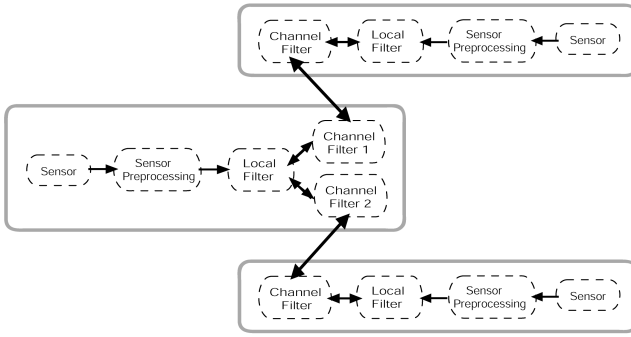 Channel
Filter
Local
Filter
Sensor
Preprocessing
Sensor
Sensor
Sensor
Preprocessing
Local
Filter
Channel
Filter 1
Channel
Filter 2
Channel
Filter
Local
Filter
Sensor
Preprocessing
Sensor